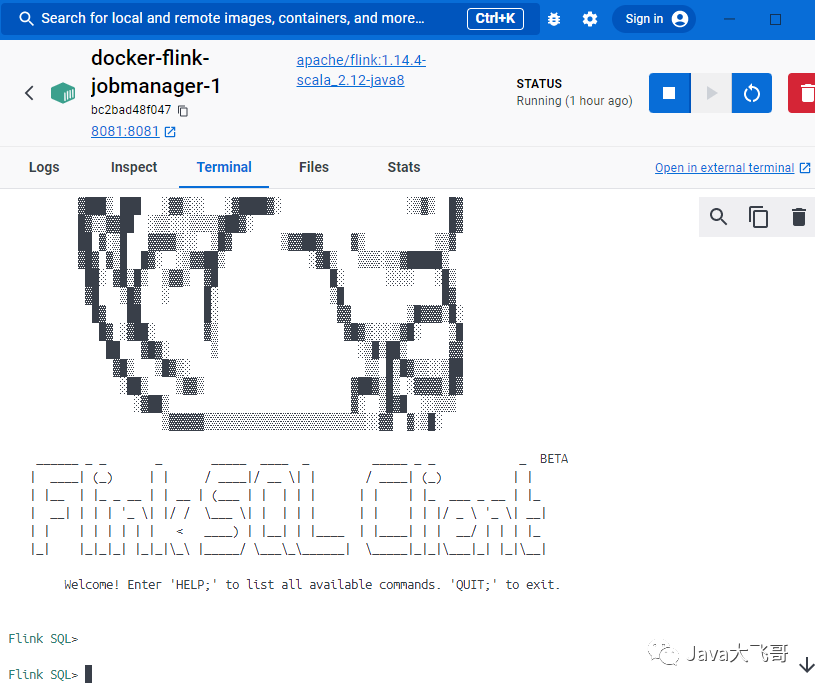 Search for local and remote images, containers, and more...
Ctrl+K
Sign in
docker-flink-
jobmanager-1
apache/flink:1.14.4-
scala_2.12-java8
bc2bad48f047
8081:8081
STATUS
Running (1 hour ago)
Logs
Inspect
Terminal
Files
Stats
Open in external terminal
BETA
Flink SQL Client
Welcome! Enter 'HELP;' to list all available commands. 'QUIT;' to exit.
Flink SQL>
Flink SQL>
Java大飞哥